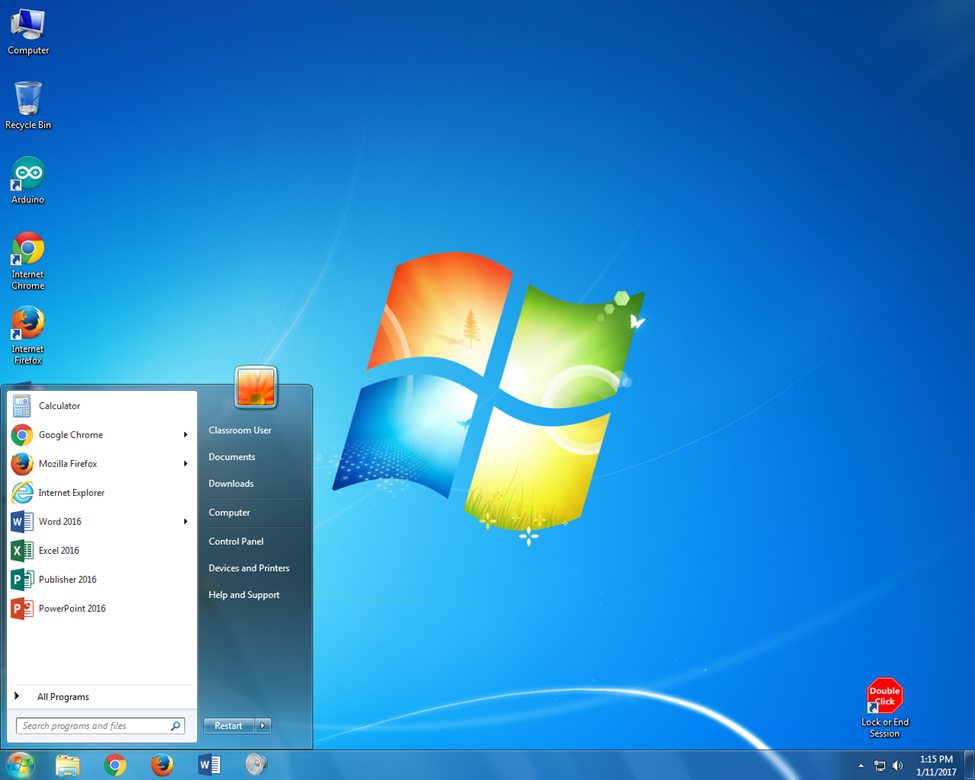 Computer
Recycle Bin
Arduino
Internet
Chrome
Internet
Firefox
Calculator
Google Chrome
Mozilla Firefox
Internet Explorer
Word 2016
Excel 2016
Publisher 2016
PowerPoint 2016
All Programs
Search programs and files
Classroom User
Documents
Downloads
Computer
Control Panel
Devices and Printers
Help and Support
Restart
Double
Click
Lock or End
Session
1:15 PM
1/11/2017